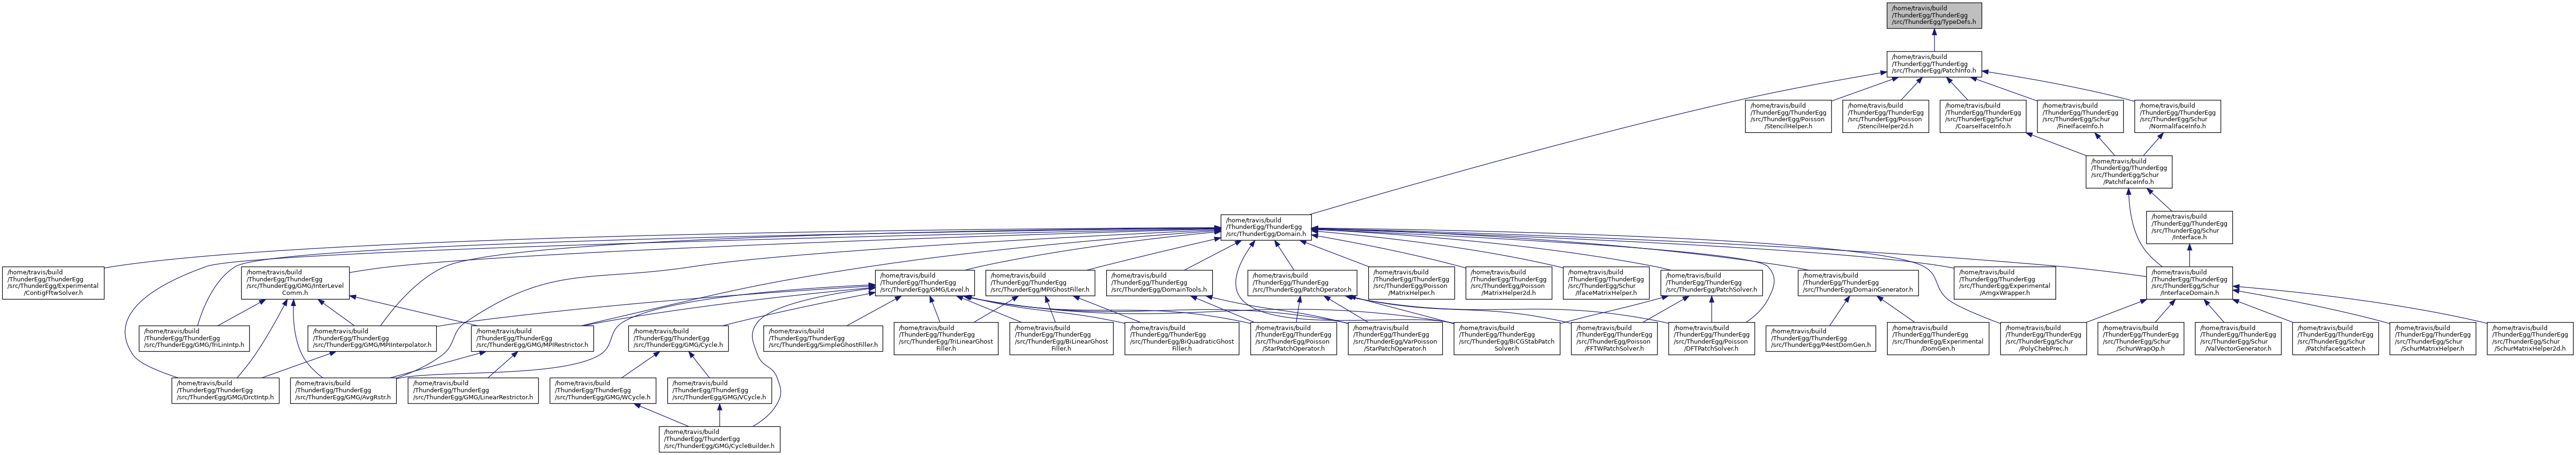 /home/travis/build
/ThunderEgg/ThunderEgg
/src/ThunderEgg/TypeDefs.h
/home/travis/build
/ThunderEgg/ThunderEgg
/src/ThunderEgg/PatchInfo.h
/home/travis/build
/ThunderEgg/ThunderEgg
/src/ThunderEgg/Poisson
/StencilHelper.h
/home/travis/build
/ThunderEgg/ThunderEgg
/src/ThunderEgg/Poisson
/StencilHelper2d.h
/home/travis/build
/ThunderEgg/ThunderEgg
/src/ThunderEgg/Schur
/CoarseIfaceInfo.h
/home/travis/build
/ThunderEgg/ThunderEgg
/src/ThunderEgg/Schur
/FineIfaceInfo.h
/home/travis/build
/ThunderEgg/ThunderEgg
/src/ThunderEgg/Schur
/NormalIfaceInfo.h
/home/travis/build
/ThunderEgg/ThunderEgg
/src/ThunderEgg/Schur
/PatchIfaceInfo.h
/home/travis/build
/ThunderEgg/ThunderEgg
/src/ThunderEgg/Schur
/Interface.h
/home/travis/build
/ThunderEgg/ThunderEgg
/src/ThunderEgg/Domain.h
/home/travis/build
/ThunderEgg/ThunderEgg
/src/ThunderEgg/Experimental
/ContigFftwSolver.h
/home/travis/build
/ThunderEgg/ThunderEgg
/src/ThunderEgg/GMG/InterLevel
Comm.h
/home/travis/build
/ThunderEgg/ThunderEgg
/src/ThunderEgg/GMG/Level.h
/home/travis/build
/ThunderEgg/ThunderEgg
/src/ThunderEgg/MPIGhostFiller.h
/home/travis/build
/ThunderEgg/ThunderEgg
/src/ThunderEgg/DomainTools.h
/home/travis/build
/ThunderEgg/ThunderEgg
/src/ThunderEgg/PatchOperator.h
/home/travis/build
/ThunderEgg/ThunderEgg
/src/ThunderEgg/Poisson
/MatrixHelper.h
/home/travis/build
/ThunderEgg/ThunderEgg
/src/ThunderEgg/Poisson
/MatrixHelper2d.h
/home/travis/build
/ThunderEgg/ThunderEgg
/src/ThunderEgg/Schur
/IfaceMatrixHelper.h
/home/travis/build
/ThunderEgg/ThunderEgg
/src/ThunderEgg/PatchSolver.h
/home/travis/build
/ThunderEgg/ThunderEgg
/src/ThunderEgg/DomainGenerator.h
/home/travis/build
/ThunderEgg/ThunderEgg
/src/ThunderEgg/Experimental
/AmgxWrapper.h
/home/travis/build
/ThunderEgg/ThunderEgg
/src/ThunderEgg/Schur
/InterfaceDomain.h
/home/travis/build
/ThunderEgg/ThunderEgg
/src/ThunderEgg/GMG/TriLinIntp.h
/home/travis/build
/ThunderEgg/ThunderEgg
/src/ThunderEgg/GMG/MPIInterpolator.h
/home/travis/build
/ThunderEgg/ThunderEgg
/src/ThunderEgg/GMG/MPIRestrictor.h
/home/travis/build
/ThunderEgg/ThunderEgg
/src/ThunderEgg/GMG/Cycle.h
/home/travis/build
/ThunderEgg/ThunderEgg
/src/ThunderEgg/SimpleGhostFiller.h
/home/travis/build
/ThunderEgg/ThunderEgg
/src/ThunderEgg/TriLinearGhost
Filler.h
/home/travis/build
/ThunderEgg/ThunderEgg
/src/ThunderEgg/BiLinearGhost
Filler.h
/home/travis/build
/ThunderEgg/ThunderEgg
/src/ThunderEgg/BiQuadraticGhost
Filler.h
/home/travis/build
/ThunderEgg/ThunderEgg
/src/ThunderEgg/Poisson
/StarPatchOperator.h
/home/travis/build
/ThunderEgg/ThunderEgg
/src/ThunderEgg/VarPoisson
/StarPatchOperator.h
/home/travis/build
/ThunderEgg/ThunderEgg
/src/ThunderEgg/BiCGStabPatch
Solver.h
/home/travis/build
/ThunderEgg/ThunderEgg
/src/ThunderEgg/Poisson
/FFTWPatchSolver.h
/home/travis/build
/ThunderEgg/ThunderEgg
/src/ThunderEgg/Poisson
/DFTPatchSolver.h
/home/travis/build
/ThunderEgg/ThunderEgg
/src/ThunderEgg/P4estDomGen.h
/home/travis/build
/ThunderEgg/ThunderEgg
/src/ThunderEgg/Experimental
/DomGen.h
/home/travis/build
/ThunderEgg/ThunderEgg
/src/ThunderEgg/Schur
/PolyChebPrec.h
/home/travis/build
/ThunderEgg/ThunderEgg
/src/ThunderEgg/Schur
/SchurWrapOp.h
/home/travis/build
/ThunderEgg/ThunderEgg
/src/ThunderEgg/Schur
/ValVectorGenerator.h
/home/travis/build
/ThunderEgg/ThunderEgg
/src/ThunderEgg/Schur
/PatchIfaceScatter.h
/home/travis/build
/ThunderEgg/ThunderEgg
/src/ThunderEgg/Schur
/SchurMatrixHelper.h
/home/travis/build
/ThunderEgg/ThunderEgg
/src/ThunderEgg/Schur
/SchurMatrixHelper2d.h
/home/travis/build
/ThunderEgg/ThunderEgg
/src/ThunderEgg/GMG/DrctIntp.h
/home/travis/build
/ThunderEgg/ThunderEgg
/src/ThunderEgg/GMG/AvgRstr.h
/home/travis/build
/ThunderEgg/ThunderEgg
/src/ThunderEgg/GMG/LinearRestrictor.h
/home/travis/build
/ThunderEgg/ThunderEgg
/src/ThunderEgg/GMG/WCycle.h
/home/travis/build
/ThunderEgg/ThunderEgg
/src/ThunderEgg/GMG/VCycle.h
/home/travis/build
/ThunderEgg/ThunderEgg
/src/ThunderEgg/GMG/CycleBuilder.h